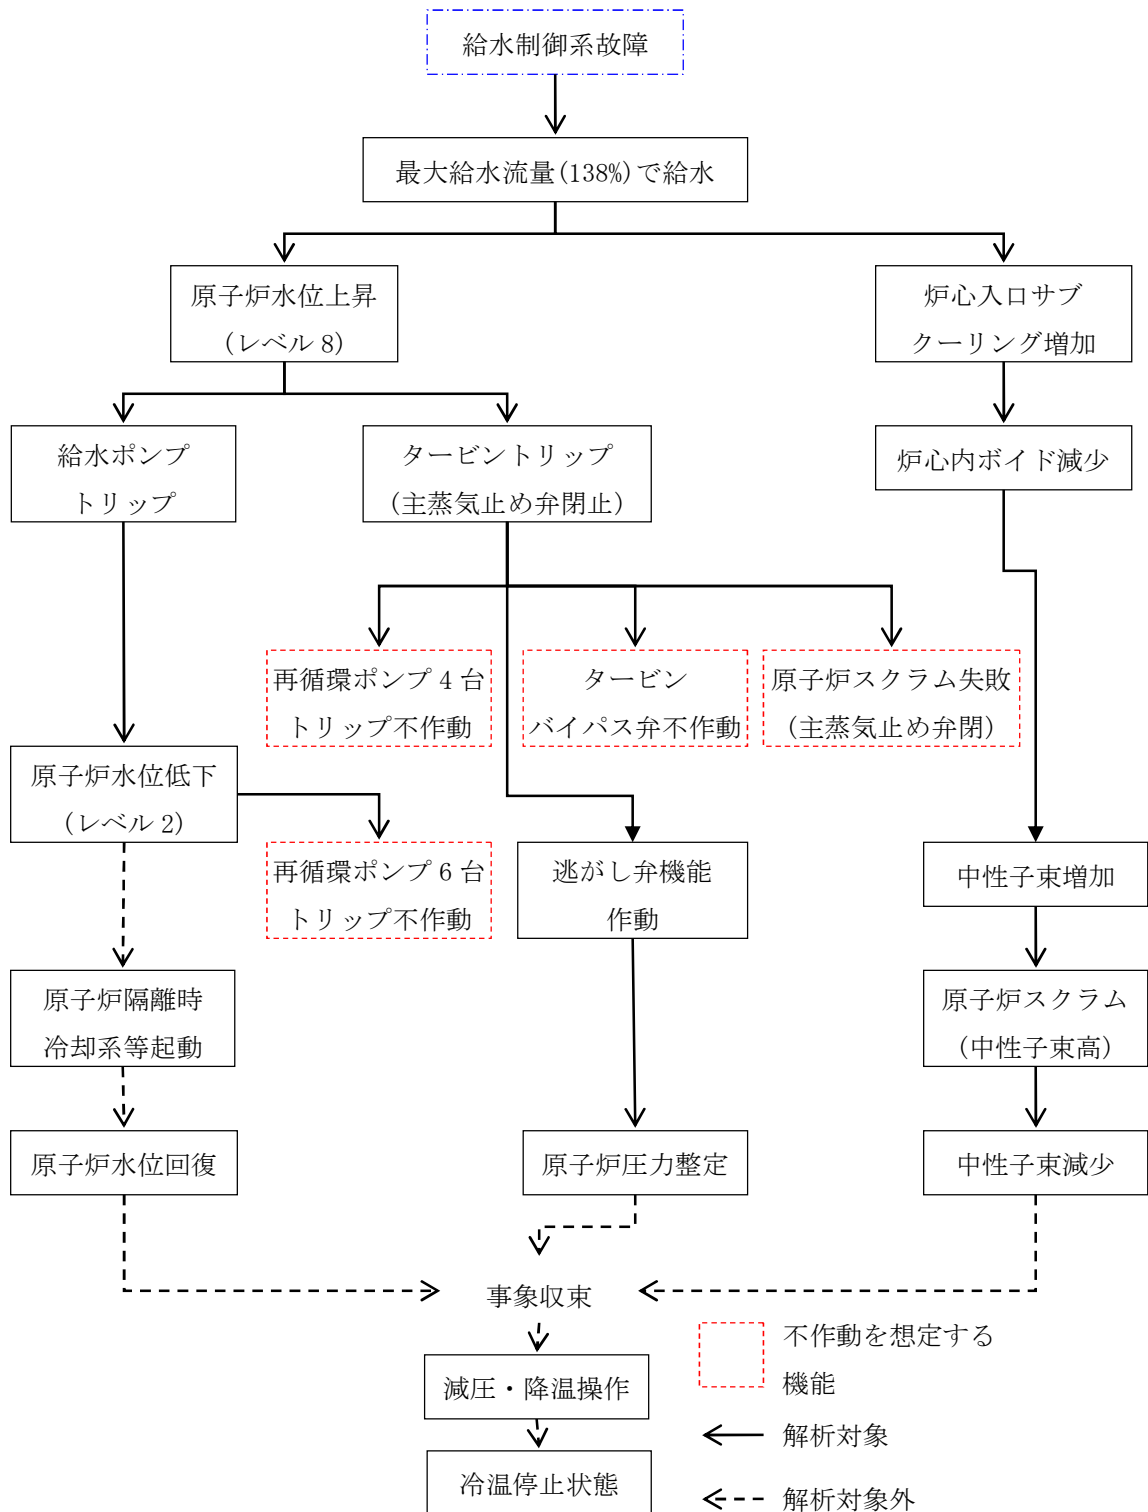 給水制御系故障
最大給水流量(138%)で給水
原子炉水位上昇
(レベル 8)
炉心入口サブ
クーリング増加
給水ポンプ
トリップ
タービントリップ
(主蒸気止め弁閉止)
炉心内ボイド減少
再循環ポンプ 4 台
トリップ不作動
タービン
バイパス弁不作動
原子炉スクラム失敗
(主蒸気止め弁閉)
原子炉水位低下
(レベル 2)
再循環ポンプ 6 台
トリップ不作動
逃がし弁機能
作動
中性子束増加
原子炉隔離時
冷却系等起動
原子炉スクラム
(中性子束高)
原子炉水位回復
原子炉圧力整定
中性子束減少
事象収束
減圧・降温操作
冷温停止状態
不作動を想定する
機能
解析対象
解析対象外